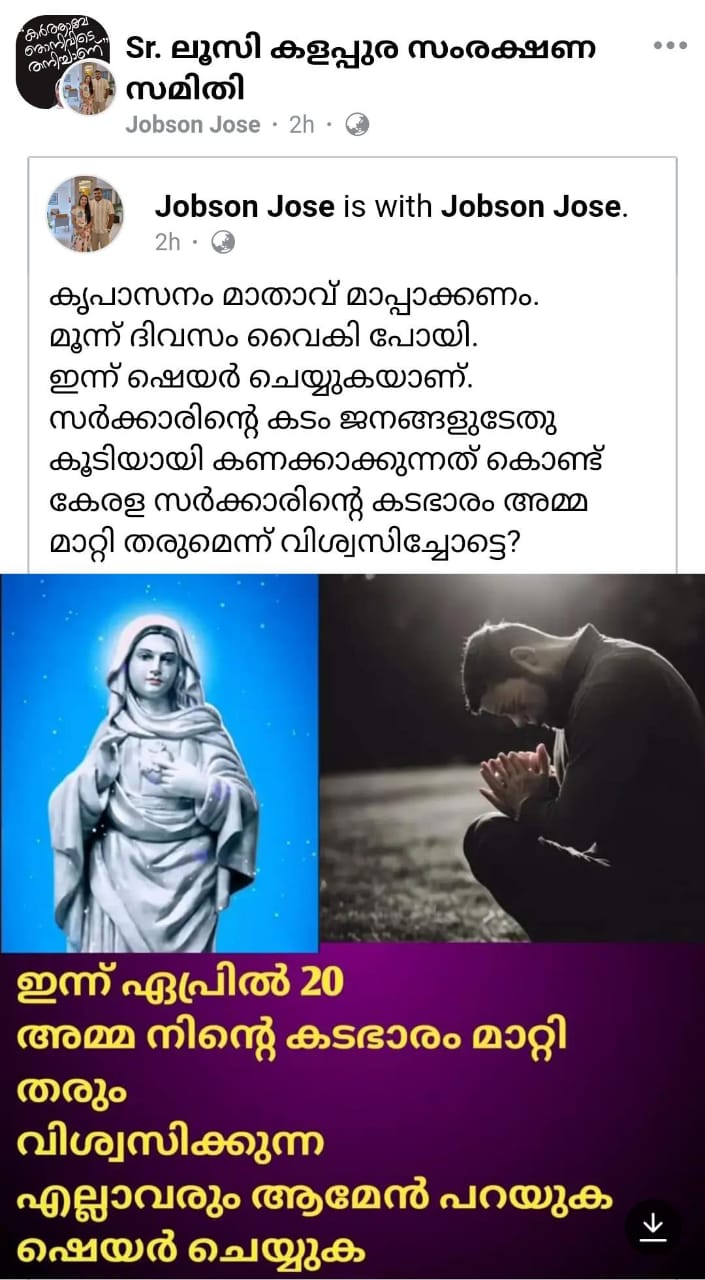 "കർത്താവേ
ഞാനിവിടെ..."
തനിച്ചാണ്
Sr. ലൂസി കളപ്പുര സംരക്ഷണ
സമിതി
Jobson Jose · 2h ·
Jobson Jose is with Jobson Jose.
2h ·
കൃപാസനം മാതാവ് മാപ്പാക്കണം.
മൂന്ന് ദിവസം വൈകി പോയി.
ഇന്ന് ഷെയർ ചെയ്യുകയാണ്.
സർക്കാരിന്റെ കടം ജനങ്ങളുടേതു
കൂടിയായി കണക്കാക്കുന്നത് കൊണ്ട്
കേരള സർക്കാരിന്റെ കടഭാരം അമ്മ
മാറ്റി തരുമെന്ന് വിശ്വസിച്ചോട്ടെ?
ഇന്ന് ഏപ്രിൽ 20
അമ്മ നിന്റെ കടഭാരം മാറ്റി
തരും
വിശ്വസിക്കുന്ന
എല്ലാവരും ആമേൻ പറയുക
ഷെയർ ചെയ്യുക